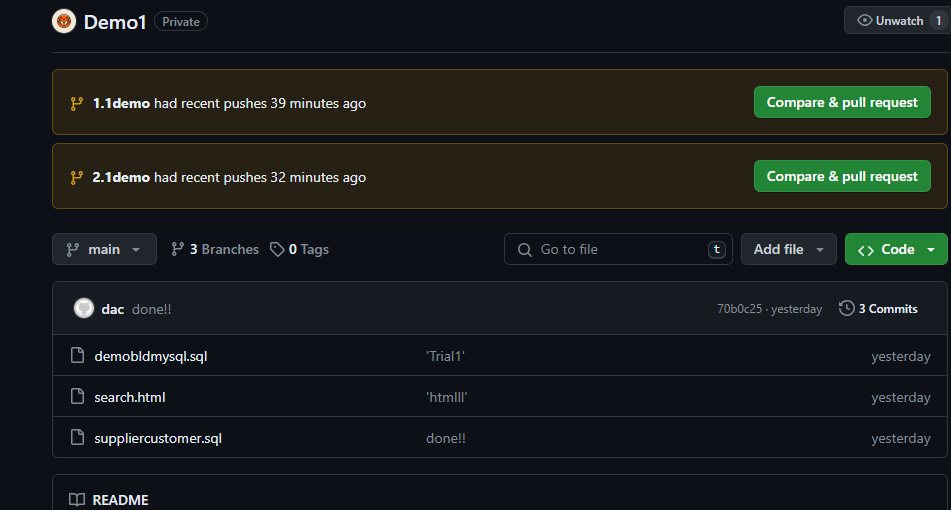 Demo1 Private Unwatch 1
1.1demo had recent pushes 39 minutes ago Compare & pull request
2.1demo had recent pushes 32 minutes ago Compare & pull request
main 3 Branches 0 Tags Go to file t Add file Code
dac done!! 70b0c25 · yesterday 3 Commits
demobldmysql.sql 'Trial1' yesterday
search.html 'htmlll' yesterday
suppliercustomer.sql done!! yesterday
README